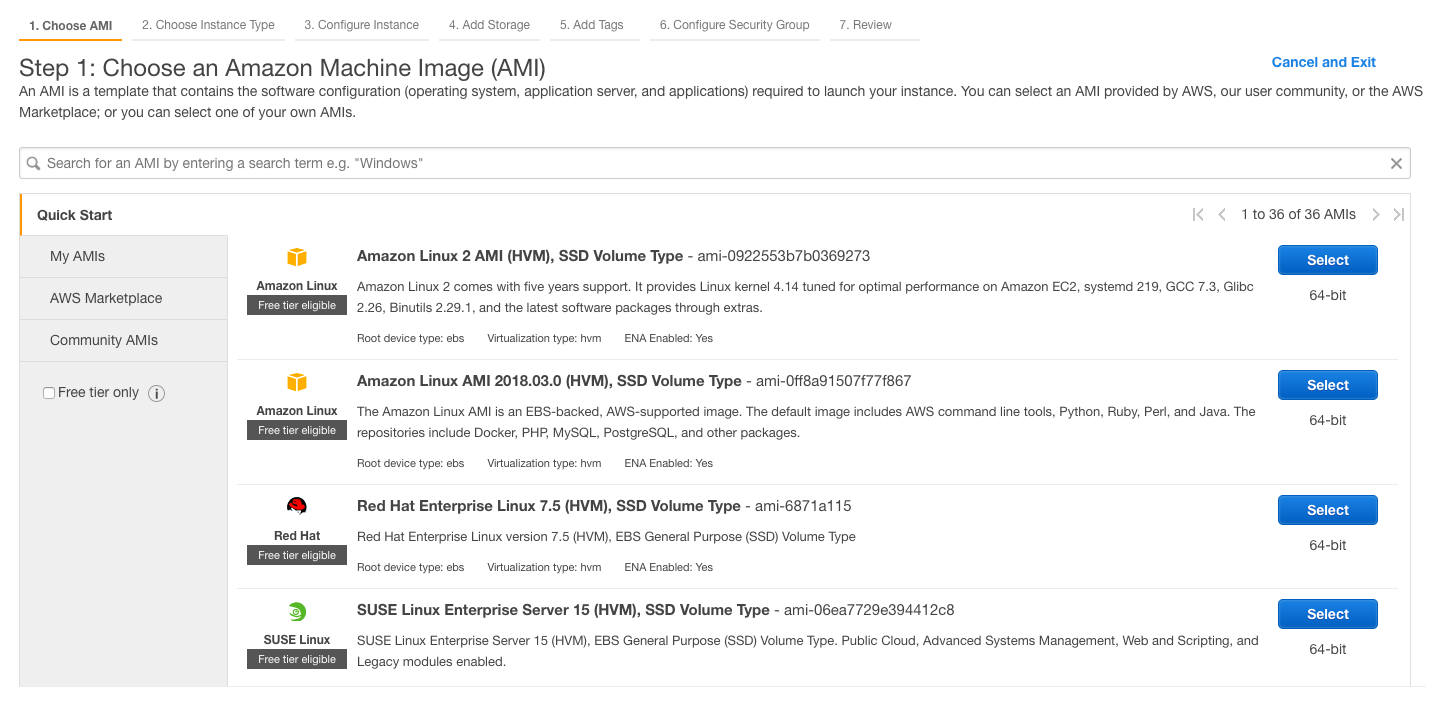 1. Choose AMI 2. Choose Instance Type 3. Configure Instance 4. Add Storage 5. Add Tags 6. Configure Security Group 7. Review
Step 1: Choose an Amazon Machine Image (AMI)
Cancel and Exit
An AMI is a template that contains the software configuration (operating system, application server, and applications) required to launch your instance. You can select an AMI provided by AWS, our user community, or the AWS
Marketplace; or you can select one of your own AMIs.
Search for an AMI by entering a search term e.g. "Windows"
Quick Start
1 to 36 of 36 AMIs
My AMIs
AWS Marketplace
Community AMIs
Free tier only
Amazon Linux
Free tier eligible
Amazon Linux 2 AMI (HVM), SSD Volume Type - ami-0922553b7b0369273
Amazon Linux 2 comes with five years support. It provides Linux kernel 4.14 tuned for optimal performance on Amazon EC2, systemd 219, GCC 7.3, Glibc
2.26, Binutils 2.29.1, and the latest software packages through extras.
Root device type: ebs Virtualization type: hvm ENA Enabled: Yes
Select
64-bit
Amazon Linux
Free tier eligible
Amazon Linux AMI 2018.03.0 (HVM), SSD Volume Type - ami-0ff8a91507f77f867
The Amazon Linux AMI is an EBS-backed, AWS-supported image. The default image includes AWS command line tools, Python, Ruby, Perl, and Java. The
repositories include Docker, PHP, MySQL, PostgreSQL, and other packages.
Root device type: ebs Virtualization type: hvm ENA Enabled: Yes
Select
64-bit
Red Hat
Free tier eligible
Red Hat Enterprise Linux 7.5 (HVM), SSD Volume Type - ami-6871a115
Red Hat Enterprise Linux version 7.5 (HVM), EBS General Purpose (SSD) Volume Type
Root device type: ebs Virtualization type: hvm ENA Enabled: Yes
Select
64-bit
SUSE Linux
Free tier eligible
SUSE Linux Enterprise Server 15 (HVM), SSD Volume Type - ami-06ea7729e394412c8
SUSE Linux Enterprise Server 15 (HVM), EBS General Purpose (SSD) Volume Type. Public Cloud, Advanced Systems Management, Web and Scripting, and
Legacy modules enabled.
Select
64-bit